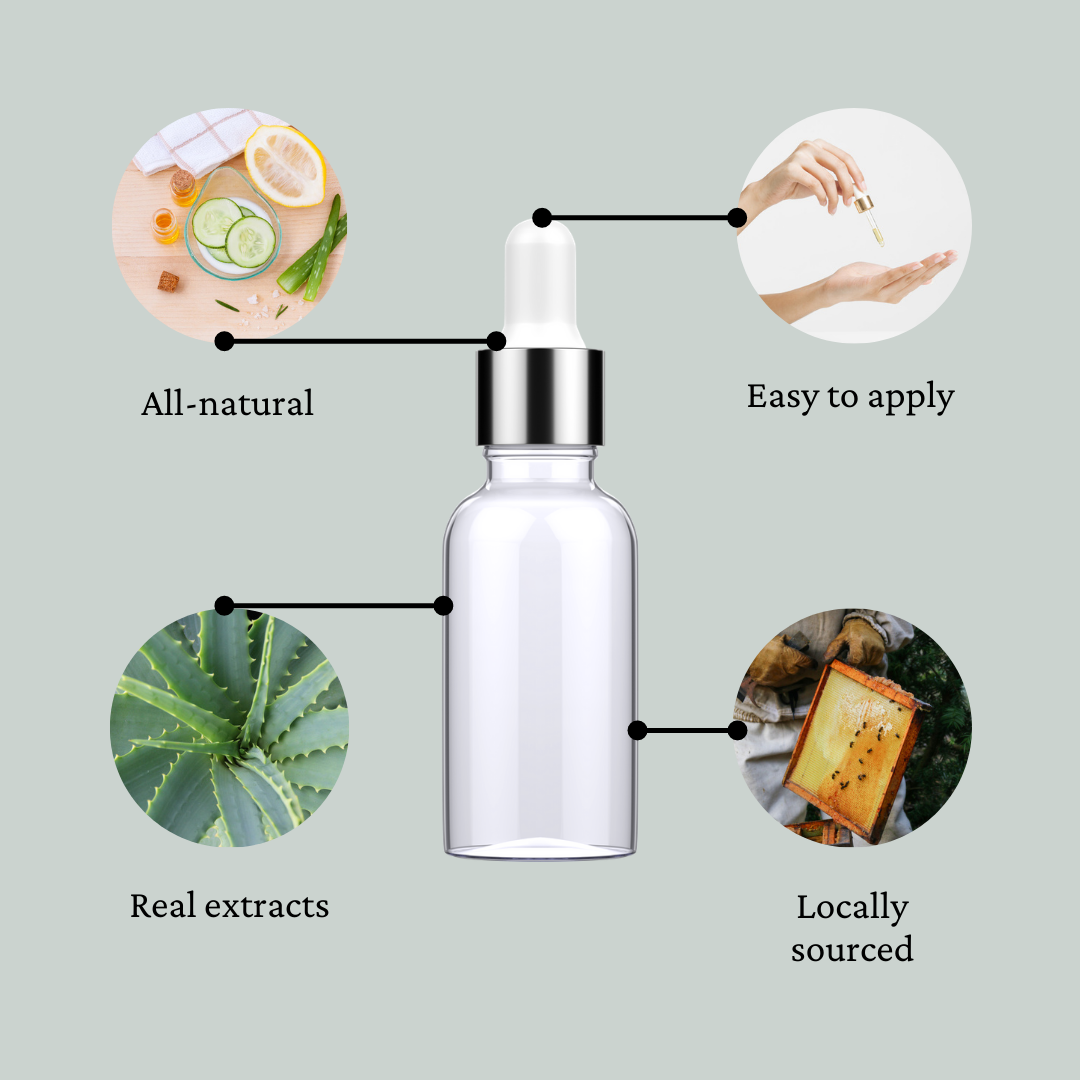 All-natural
Easy to apply
Real extracts
Locally
sourced